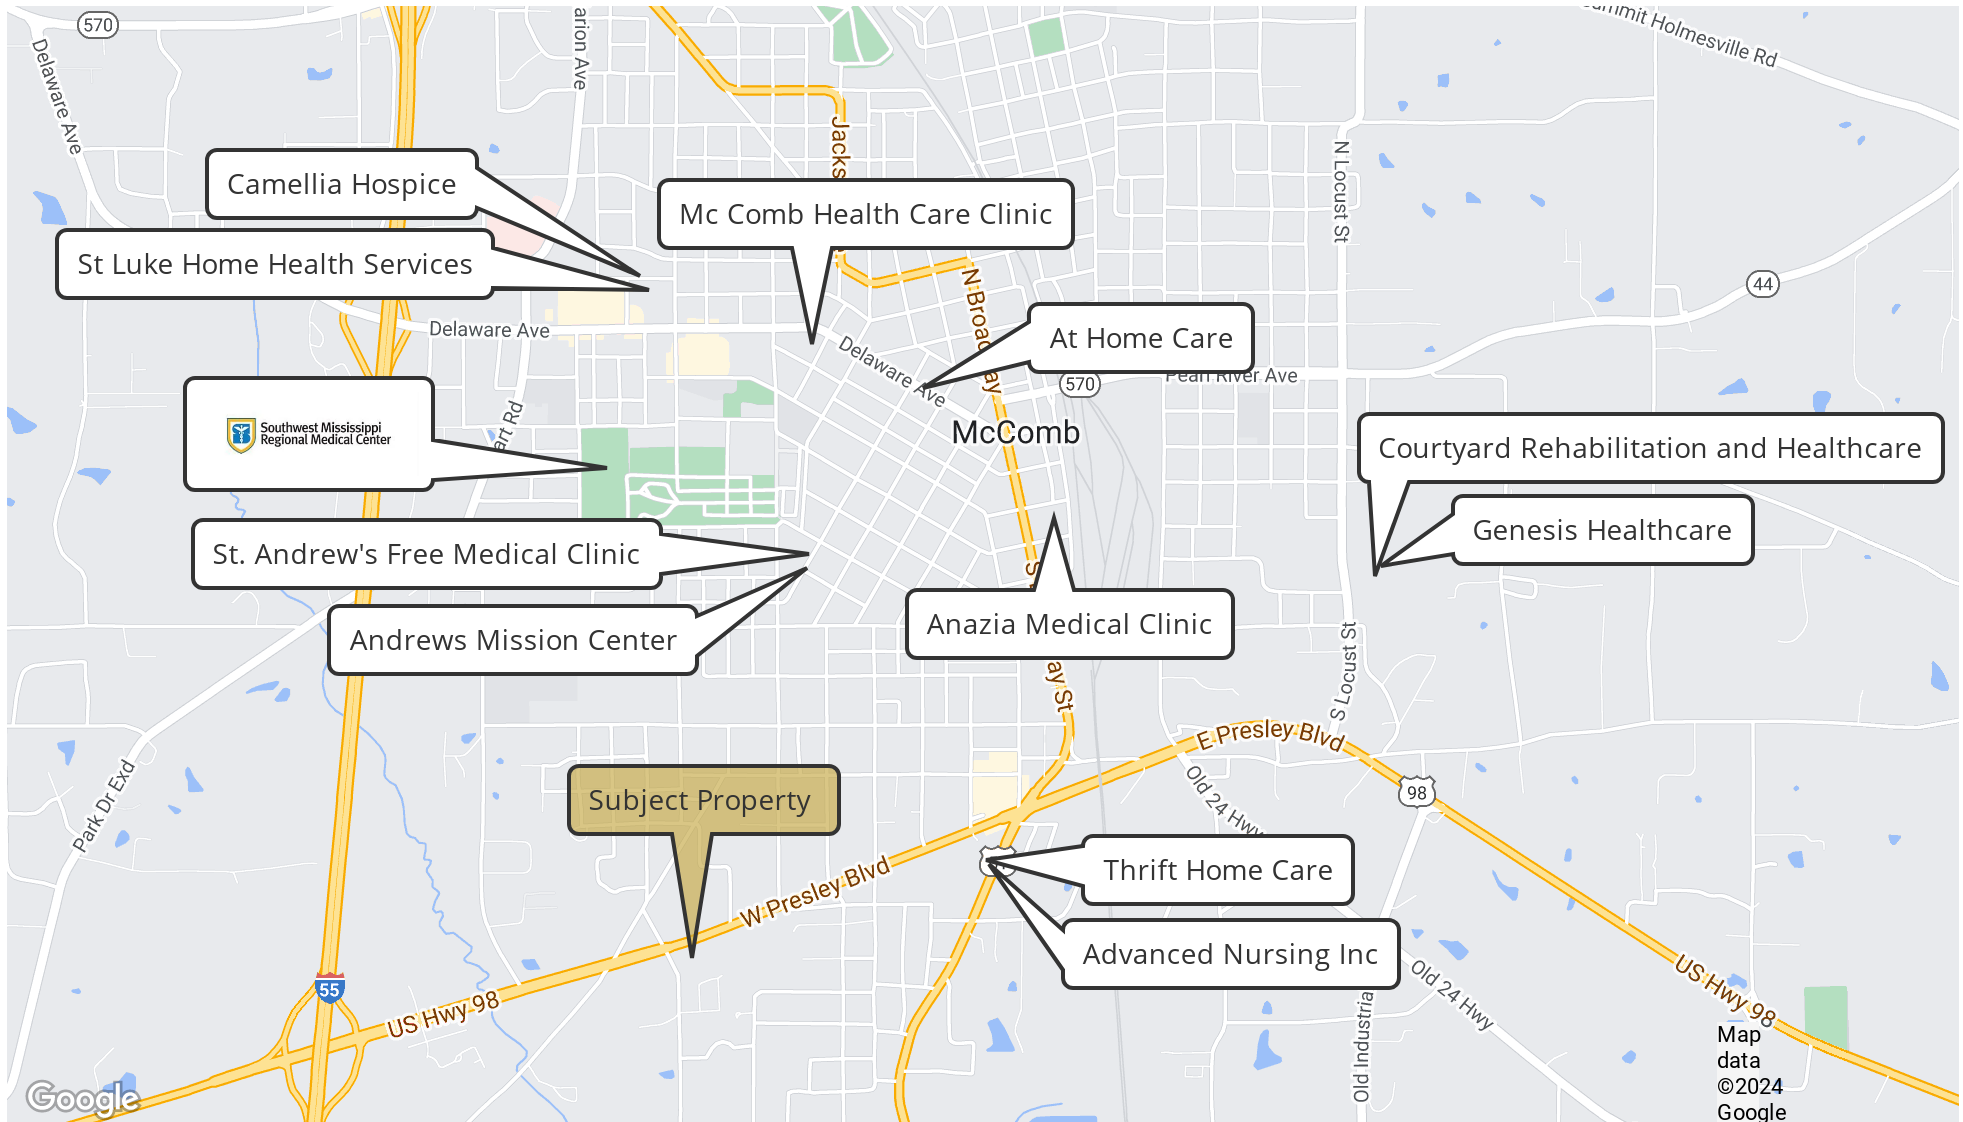 570
Delaware Ave
arion Ave
Summit Holmesville Rd
Jacks
N Locust St
Camellia Hospice
Mc Comb Health Care Clinic
St Luke Home Health Services
44
N Broadway
Delaware Ave
Delaware Ave
At Home Care
570
Pearl River Ave
art Rd
Southwest Mississippi
Regional Medical Center
McComb
Courtyard Rehabilitation and Healthcare
Genesis Healthcare
St. Andrew's Free Medical Clinic
S
Anazia Medical Clinic
Andrews Mission Center
ay St
S Locust St
E Presley Blvd
Park Dr Exd
Subject Property
Old 24 Hwy
98
W Presley Blvd
Thrift Home Care
Advanced Nursing Inc
55
US Hwy 98
Old Industria
Old 24 Hwy
US Hwy 98
Google
Map
data
©2024
Google